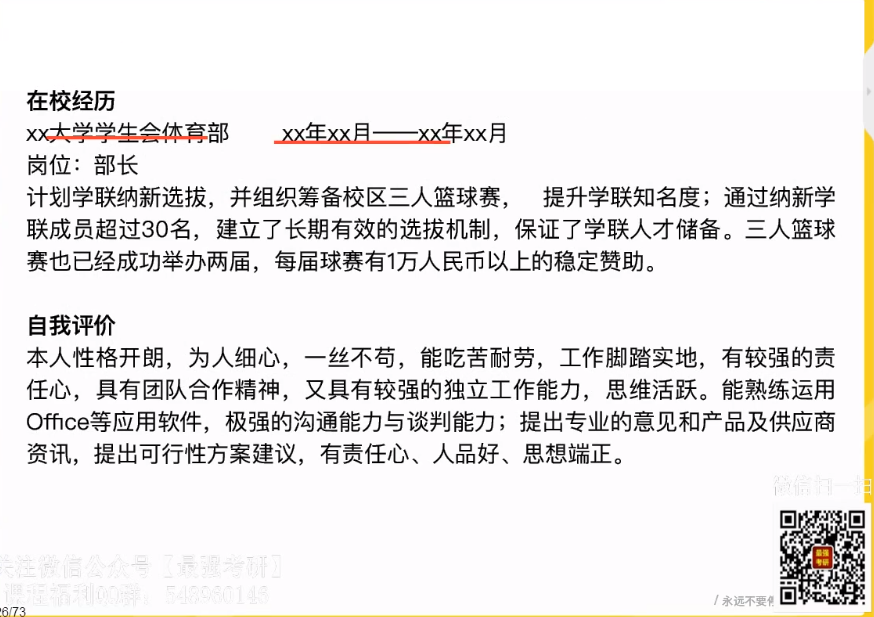 在校经历
xx大学学生会体育部 xx年xx月——xx年xx月
岗位：部长
计划学联纳新选拔，并组织筹备校区三人篮球赛， 提升学联知名度；通过纳新学
联成员超过30名，建立了长期有效的选拔机制，保证了学联人才储备。三人篮球
赛也已经成功举办两届，每届球赛有1万人民币以上的稳定赞助。
自我评价
本人性格开朗，为人细心，一丝不苟，能吃苦耐劳，工作脚踏实地，有较强的责
任心，具有团队合作精神，又具有较强的独立工作能力，思维活跃。能熟练运用
Office等应用软件，极强的沟通能力与谈判能力；提出专业的意见和产品及供应商
资讯，提出可行性方案建议，有责任心、人品好、思想端正。
微信扫一扫
最强
考研
关注微信公众号【最强考研】
课程福利QQ群：
/ 永远不要
6/73